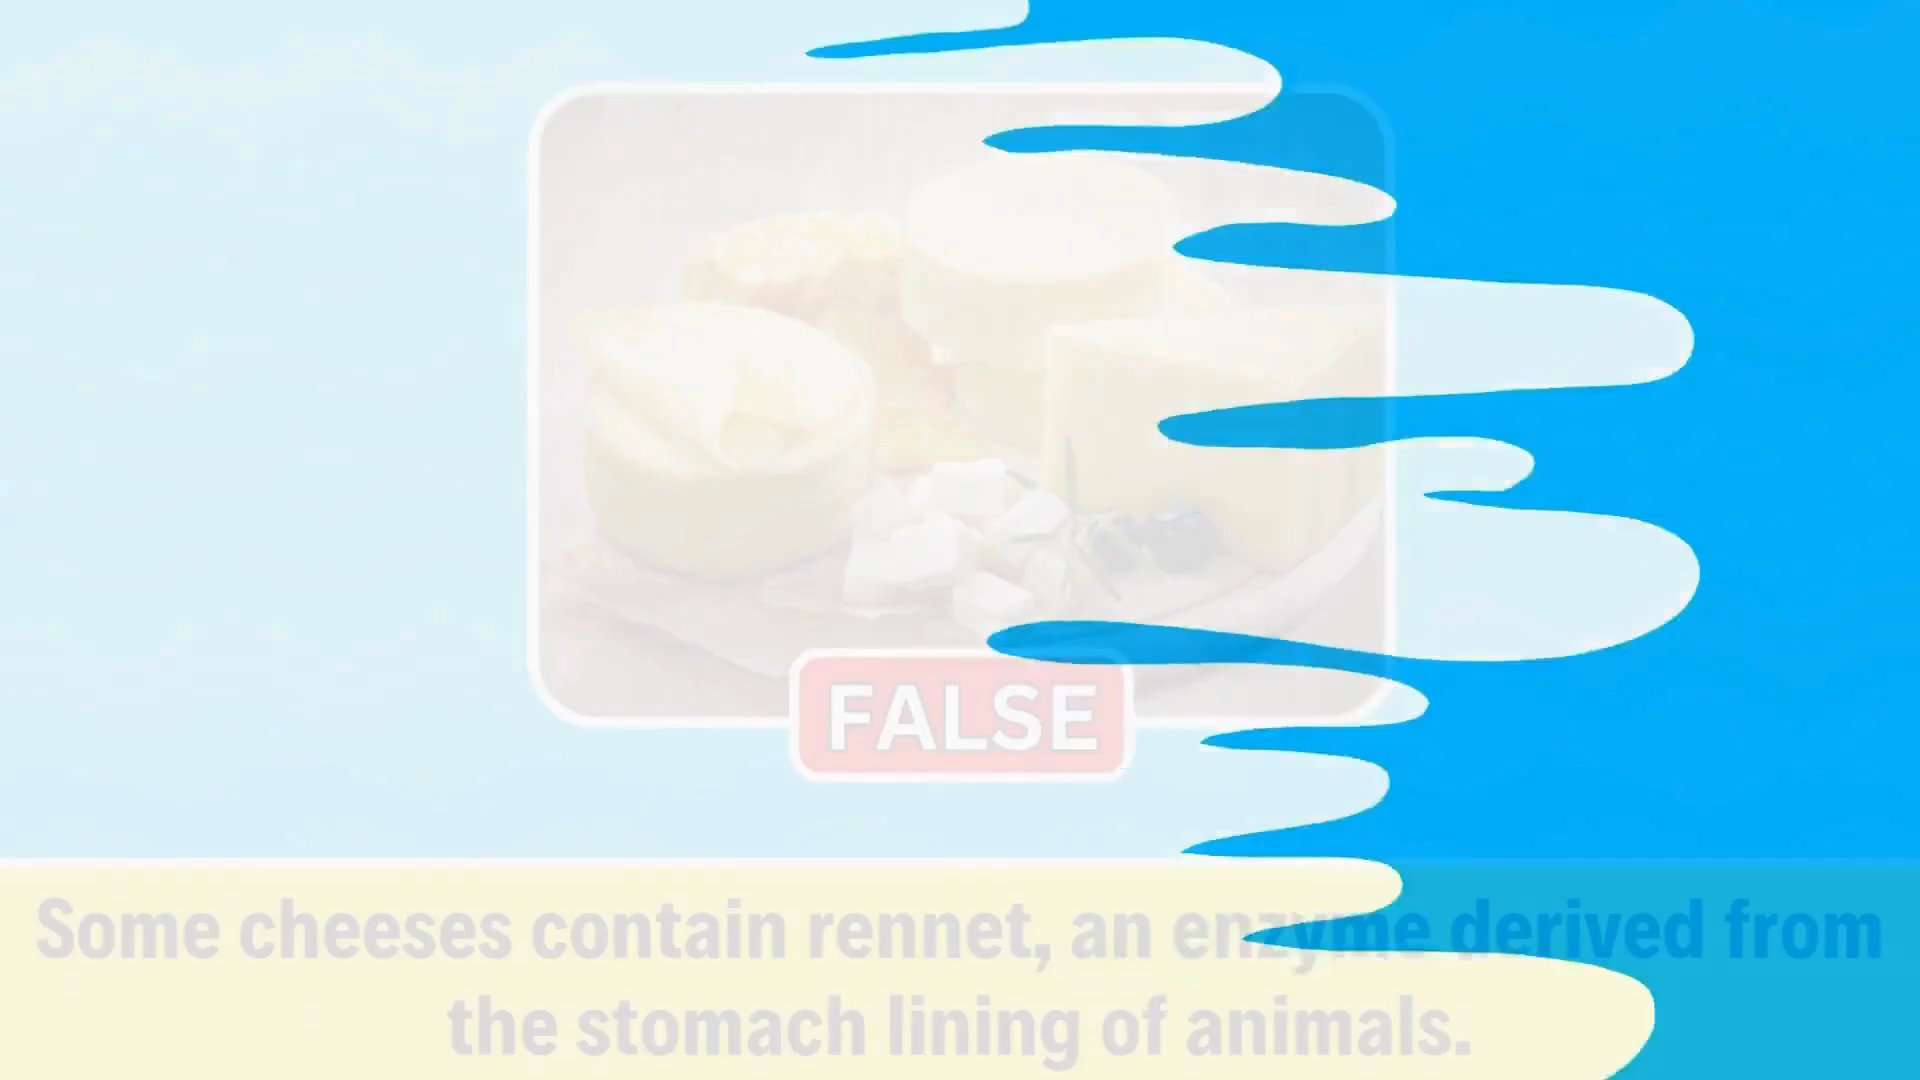 FALSE
Some cheeses contain rennet, an enzyme derived from
the stomach lining of animals.